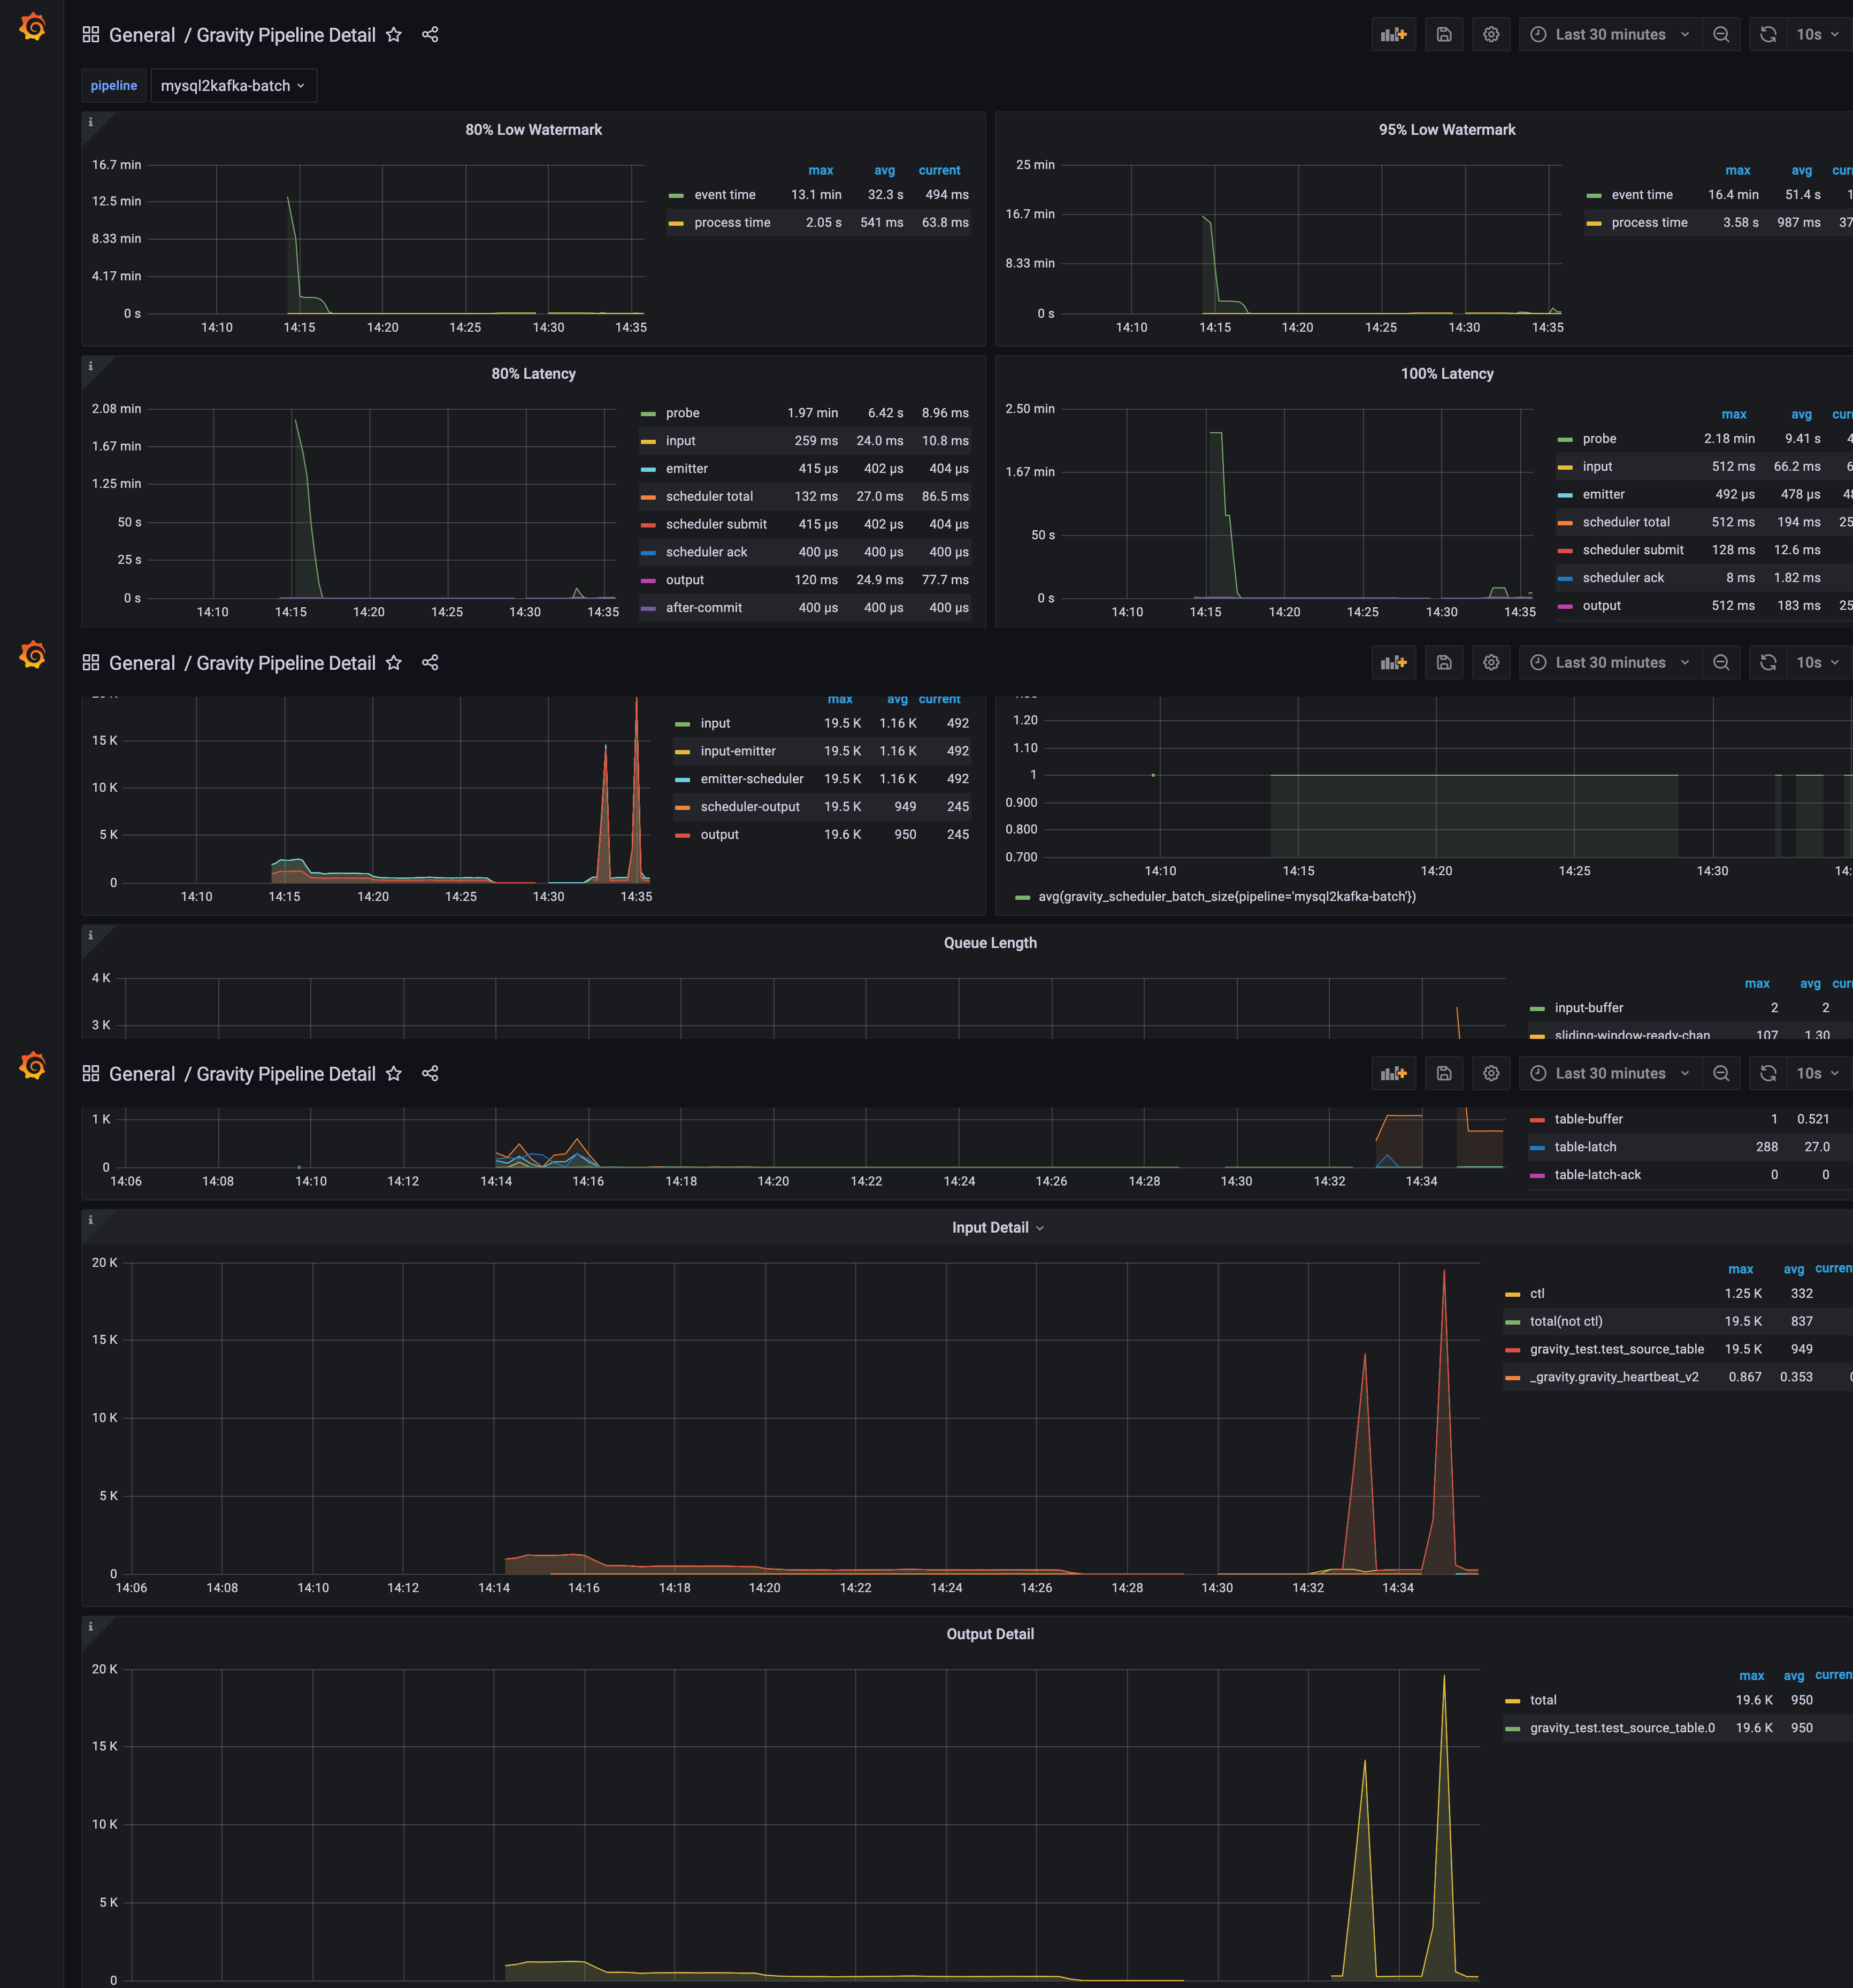 General / Gravity Pipeline Detail
Last 30 minutes
10s
pipeline
mysql2kafka-batch
80% Low Watermark
16.7 min
12.5 min
8.33 min
4.17 min
0 s
14:10 14:15 14:20 14:25 14:30 14:35
max avg current
event time 13.1 min 32.3 s 494 ms
process time 2.05 s 541 ms 63.8 ms
95% Low Watermark
25 min
16.7 min
8.33 min
0 s
14:10 14:15 14:20 14:25 14:30 14:35
max avg
event time 16.4 min 51.4 s
process time 3.58 s 987 ms
80% Latency
2.08 min
1.67 min
1.25 min
50 s
25 s
0 s
14:10 14:15 14:20 14:25 14:30 14:35
probe 1.97 min 6.42 s 8.96 ms
input 259 ms 24.0 ms 10.8 ms
emitter 415 µs 402 µs 404 µs
scheduler total 132 ms 27.0 ms 86.5 ms
scheduler submit 415 µs 402 µs 404 µs
scheduler ack 400 µs 400 µs 400 µs
output 120 ms 24.9 ms 77.7 ms
after-commit 400 µs 400 µs 400 µs
100% Latency
2.50 min
1.67 min
50 s
0 s
14:10 14:15 14:20 14:25 14:30 14:35
max avg
probe 2.18 min 9.41 s
input 512 ms 66.2 ms
emitter 492 µs 478 µs
scheduler total 512 ms 194 ms
scheduler submit 128 ms 12.6 ms
scheduler ack 8 ms 1.82 ms
output 512 ms 183 ms
General / Gravity Pipeline Detail
Last 30 minutes
10s
15 K
10 K
5 K
0
14:10 14:15 14:20 14:25 14:30 14:35
max avg current
input 19.5 K 1.16 K 492
input-emitter 19.5 K 1.16 K 492
emitter-scheduler 19.5 K 1.16 K 492
scheduler-output 19.5 K 949 245
output 19.6 K 950 245
1.20
1.10
1
0.900
0.800
0.700
14:10 14:15 14:20 14:25 14:30
avg(gravity_scheduler_batch_size{pipeline='mysql2kafka-batch'})
Queue Length
4 K
3 K
max avg
input-buffer 2 2
sliding-window-ready-chan 107 1.30
General / Gravity Pipeline Detail
Last 30 minutes
10s
1 K
0
14:06 14:08 14:10 14:12 14:14 14:16 14:18 14:20 14:22 14:24 14:26 14:28 14:30 14:32 14:34
table-buffer 1 0.521
table-latch 288 27.0
table-latch-ack 0 0
Input Detail
20 K
15 K
10 K
5 K
0
14:06 14:08 14:10 14:12 14:14 14:16 14:18 14:20 14:22 14:24 14:26 14:28 14:30 14:32 14:34
max avg
ctl 1.25 K 332
total(not ctl) 19.5 K 837
gravity_test.test_source_table 19.5 K 949
_gravity.gravity_heartbeat_v2 0.867 0.353
Output Detail
20 K
15 K
10 K
5 K
0
max avg
total 19.6 K 950
gravity_test.test_source_table.0 19.6 K 950